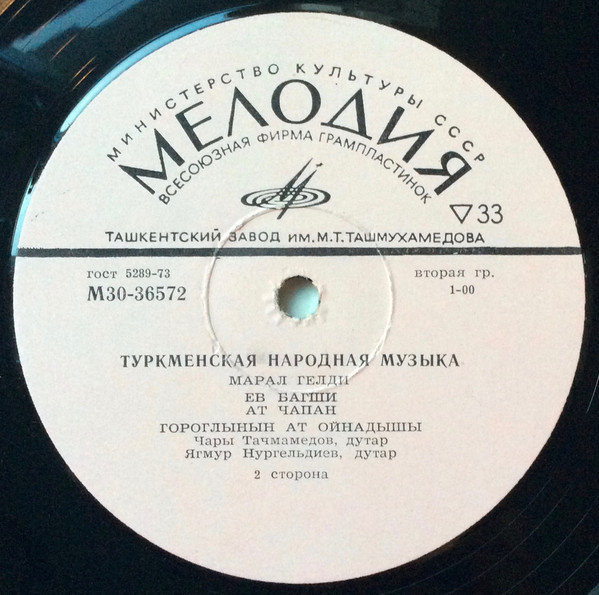 МИНИСТЕРСТВО КУЛЬТУРЫ СССР
МЕЛОДИЯ
ВСЕСОЮЗНАЯ ФИРМА ГРАМПЛАСТИНОК
▽33
ТАШКЕНТСКИЙ ЗАВОД ИМ. М.Т. ТАШМУХАМЕДОВА
гост 5289-73
вторая гр.
М30-36572
1-00
ТУРКМЕНСКАЯ НАРОДНАЯ МУЗЫКА
МАРАЛ ГЕЛДИ
ЕВ БАГШИ
АТ ЧАПАН
ГОРОГЛЫНЫН АТ ОЙНАДЫШЫ
Чары Тачмамедов, дутар
Ягмур Нургельдиев, дутар
2 сторона